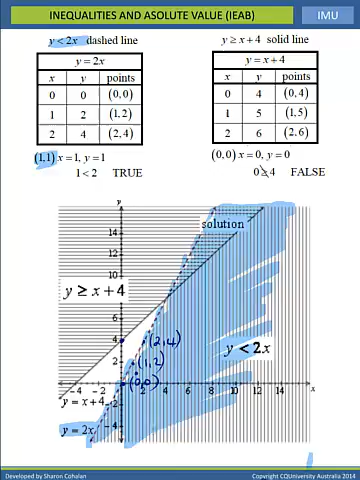 INEQUALITIES AND ASOLUTE VALUE (IEAB) IMU
y < 2x dashed line
y = 2x
x y points
0 0 (0,0)
1 2 (1,2)
2 4 (2,4)
(1,1) x = 1, y = 1
1 < 2 TRUE
y ≥ x + 4 solid line
y = x + 4
x y points
0 4 (0,4)
1 5 (1,5)
2 6 (2,6)
(0,0) x = 0, y = 0
0 ≥ 4 FALSE
y
solution
14
12
10
8
6
4
2
-2
-4
y ≥ x + 4
y < 2x
(2,4)
(1,2)
(0,0)
-4 -2 2 4 6 8 10 12 14 x
y = x + 4
y = 2x
Developed by Sharon Cohalan Copyright CQUniversity Australia 2014